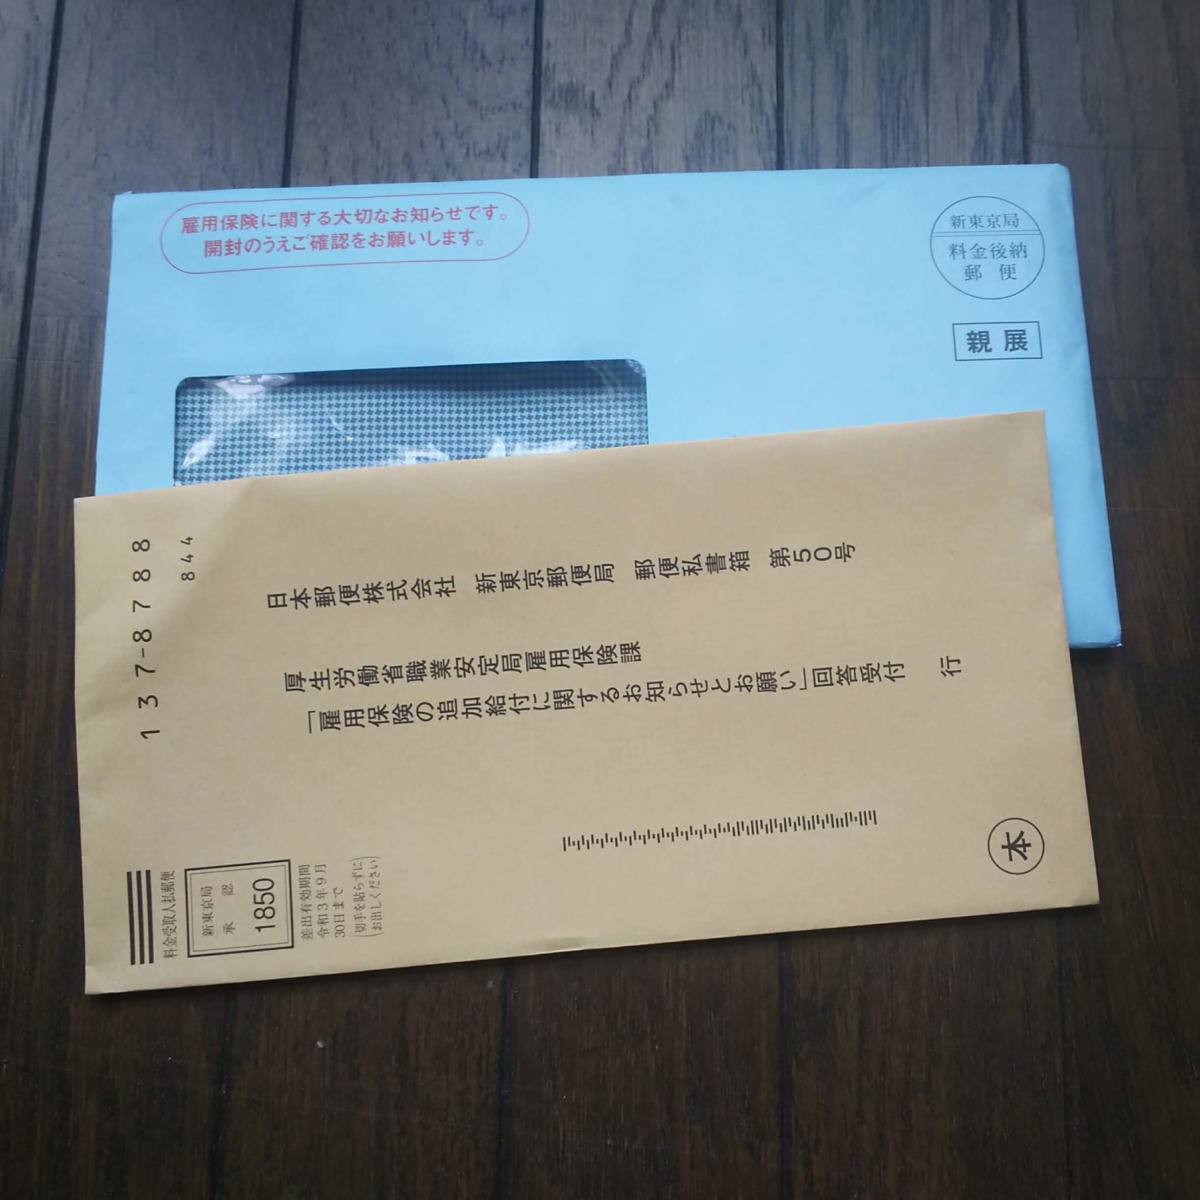 雇用保険に関する大切なお知らせです。
開封のうえご確認をお願いします。
新東京局
料金後納
郵便
親展
137-8788
844
日本郵便株式会社 新東京郵便局 郵便私書箱 第50号
厚生労働省職業安定局雇用保険課
「雇用保険の追加給付に関するお知らせとお願い」回答受付 行
料金受取人払郵便
新東京局
承認
1850
差出有効期間
令和3年9月
30日まで
(切手を貼らずに
お出しください)
本